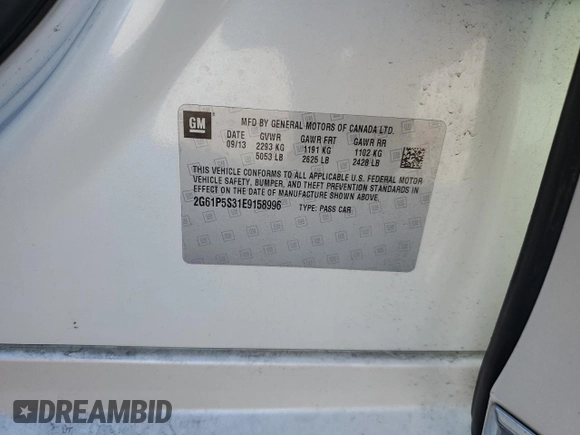 GM
MFD BY GENERAL MOTORS OF CANADA LTD.
DATE GVWR GAWR FRT GAWR RR
09/13 2293 KG 1191 KG 1102 KG
5053 LB 2625 LB 2428 LB
THIS VEHICLE CONFORMS TO ALL APPLICABLE U.S. FEDERAL MOTOR
VEHICLE SAFETY, BUMPER, AND THEFT PREVENTION STANDARDS IN
EFFECT ON THE DATE OF MANUFACTURE SHOWN ABOVE.
2G61P5S31E9158996 TYPE: PASS CAR
DREAMBID